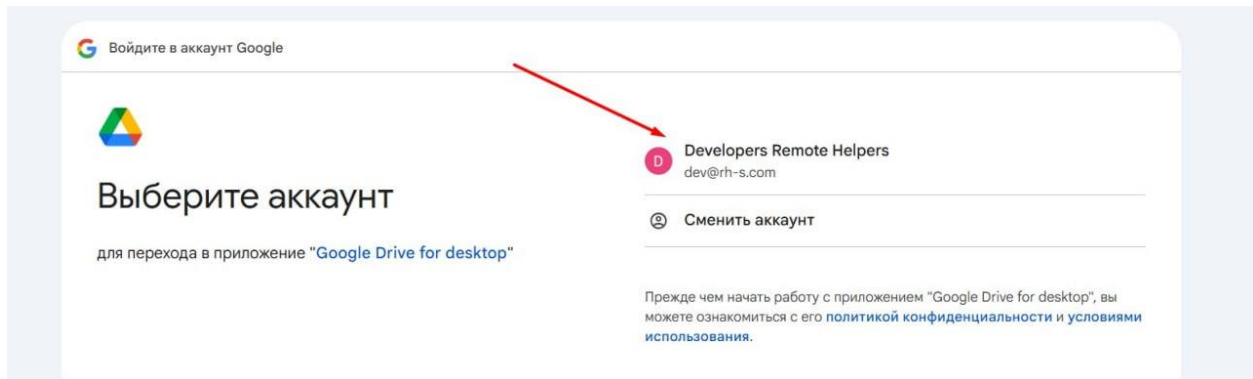 Войдите в аккаунт Google
Выберите аккаунт
для перехода в приложение "Google Drive for desktop"
D
Developers Remote Helpers
dev@rh-s.com
Сменить аккаунт
Прежде чем начать работу с приложением "Google Drive for desktop", вы
можете ознакомиться с его политикой конфиденциальности и условиями
использования.